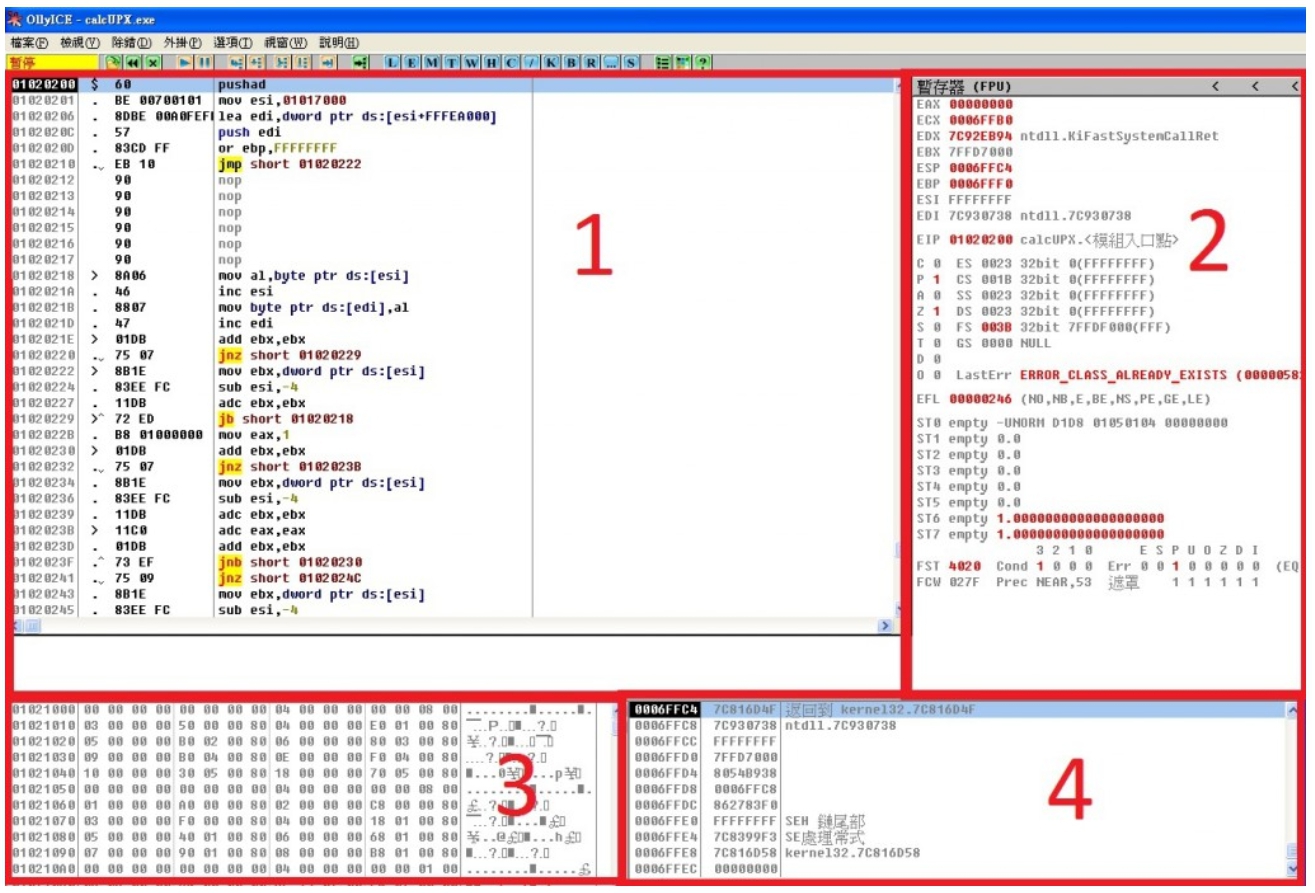 OllyICE - calcUPX.exe
檔案(F) 檢視(V) 除錯(D) 外掛(P) 選項(T) 視窗(W) 說明(H)
暫停 L E M T W H C / K B R ... S ?
01020200 $ 60 pushad
01020201 . BE 00700101 mov esi,01017000
01020206 . 8DBE 00A0FEFF lea edi,dword ptr ds:[esi+FFFEA000]
0102020C . 57 push edi
0102020D . 83CD FF or ebp,FFFFFFFF
01020210 . EB 10 jmp short 01020222
01020212 90 nop
01020213 90 nop
01020214 90 nop
01020215 90 nop
01020216 90 nop
01020217 90 nop
01020218 > 8A06 mov al,byte ptr ds:[esi]
0102021A . 46 inc esi
0102021B . 8807 mov byte ptr ds:[edi],al
0102021D . 47 inc edi
0102021E > 01DB add ebx,ebx
01020220 . 75 07 jnz short 01020229
01020222 > 8B1E mov ebx,dword ptr ds:[esi]
01020224 . 83EE FC sub esi,-4
01020227 . 11DB adc ebx,ebx
01020229 >^ 72 ED jb short 01020218
0102022B . B8 01000000 mov eax,1
01020230 > 01DB add ebx,ebx
01020232 . 75 07 jnz short 0102023B
01020234 . 8B1E mov ebx,dword ptr ds:[esi]
01020236 . 83EE FC sub esi,-4
01020239 . 11DB adc ebx,ebx
0102023B > 11C0 adc eax,eax
0102023D . 01DB add ebx,ebx
0102023F .^ 73 EF jnb short 01020230
01020241 . 75 09 jnz short 0102024C
01020243 . 8B1E mov ebx,dword ptr ds:[esi]
01020245 . 83EE FC sub esi,-4
1
暫存器 (FPU) < < <
EAX 00000000
ECX 0006FFB0
EDX 7C92EB94 ntdll.KiFastSystemCallRet
EBX 7FFD7000
ESP 0006FFC4
EBP 0006FFF0
ESI FFFFFFFF
EDI 7C930738 ntdll.7C930738
EIP 01020200 calcUPX.<模組入口點>
C 0 ES 0023 32bit 0(FFFFFFFF)
P 1 CS 001B 32bit 0(FFFFFFFF)
A 0 SS 0023 32bit 0(FFFFFFFF)
Z 1 DS 0023 32bit 0(FFFFFFFF)
S 0 FS 003B 32bit 7FFDF000(FFF)
T 0 GS 0000 NULL
D 0
O 0 LastErr ERROR_CLASS_ALREADY_EXISTS (0000058
EFL 00000246 (NO,NB,E,BE,NS,PE,GE,LE)
ST0 empty -UNORM D1D8 01050104 00000000
ST1 empty 0.0
ST2 empty 0.0
ST3 empty 0.0
ST4 empty 0.0
ST5 empty 0.0
ST6 empty 1.0000000000000000000
ST7 empty 1.0000000000000000000
3 2 1 0 E S P U O Z D I
FST 4020 Cond 1 0 0 0 Err 0 0 1 0 0 0 0 0 (EQ
FCW 027F Prec NEAR,53 遮罩 1 1 1 1 1 1
2
01021000 00 00 00 00 00 00 00 00 04 00 00 00 00 00 08 00
01021010 03 00 00 00 50 00 00 80 04 00 00 00 E0 01 00 80
01021020 05 00 00 00 B0 02 00 80 06 00 00 00 80 03 00 80
01021030 09 00 00 00 B0 04 00 80 0E 00 00 00 F0 04 00 80
01021040 10 00 00 00 30 05 00 80 18 00 00 00 70 05 00 80
01021050 00 00 00 00 00 00 00 00 04 00 00 00 00 00 08 00
01021060 01 00 00 00 A0 00 00 80 02 00 00 00 C8 00 00 80
01021070 03 00 00 00 F0 00 00 80 04 00 00 00 18 01 00 80
01021080 05 00 00 00 40 01 00 80 06 00 00 00 68 01 00 80
01021090 07 00 00 00 90 01 00 80 08 00 00 00 B8 01 00 80
010210A0 00 00 00 00 00 00 00 00 04 00 00 00 00 00 01 00
3
0006FFC4 7C816D4F 返回到 kernel32.7C816D4F
0006FFC8 7C930738 ntdll.7C930738
0006FFCC FFFFFFFF
0006FFD0 7FFD7000
0006FFD4 8054B938
0006FFD8 0006FFC8
0006FFDC 862783F0
0006FFE0 FFFFFFFF SEH 鏈尾部
0006FFE4 7C8399F3 SE處理常式
0006FFE8 7C816D58 kernel32.7C816D58
0006FFEC 00000000
4